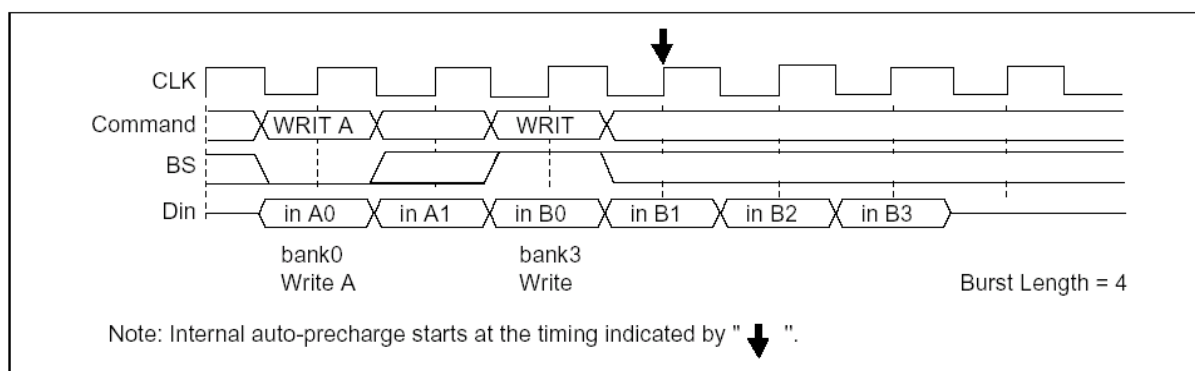 CLK
Command WRIT A WRIT
BS
Din in A0 in A1 in B0 in B1 in B2 in B3
bank0 bank3
Write A Write Burst Length = 4
Note: Internal auto-precharge starts at the timing indicated by " ".